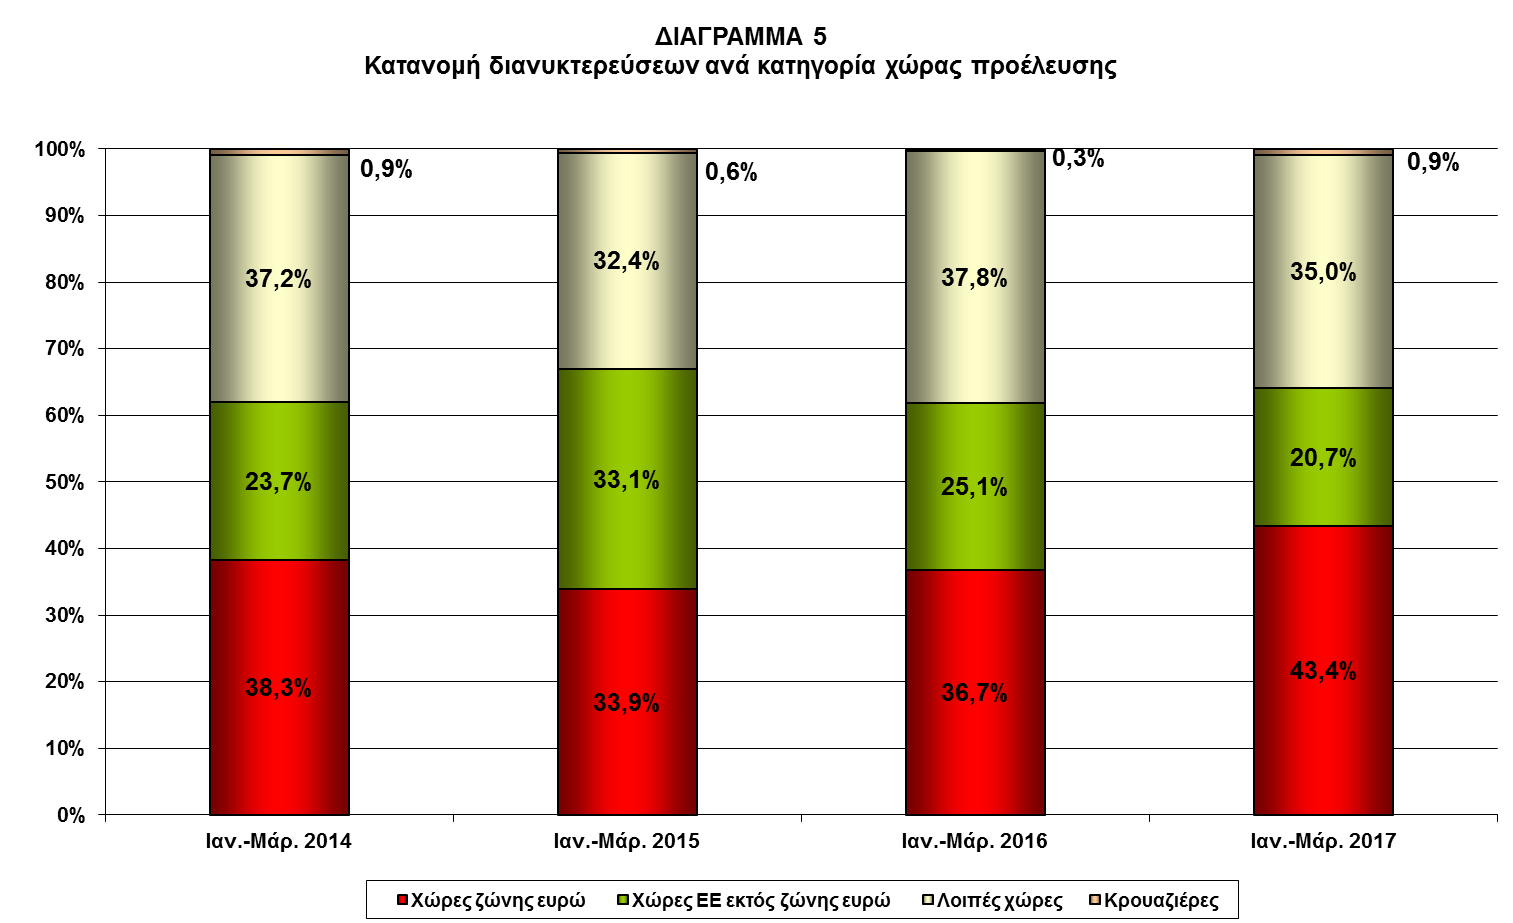 ΔΙΑΓΡΑΜΜΑ 5
Κατανομή διανυκτερεύσεων ανά κατηγορία χώρας προέλευσης
100%
90%
80%
70%
60%
50%
40%
30%
20%
10%
0%
0,9%
37,2%
23,7%
38,3%
0,6%
32,4%
33,1%
33,9%
0,3%
37,8%
25,1%
36,7%
0,9%
35,0%
20,7%
43,4%
Ιαν.-Μάρ. 2014
Ιαν.-Μάρ. 2015
Ιαν.-Μάρ. 2016
Ιαν.-Μάρ. 2017
Χώρες ζώνης ευρώ
Χώρες ΕΕ εκτός ζώνης ευρώ
Λοιπές χώρες
Κρουαζιέρες